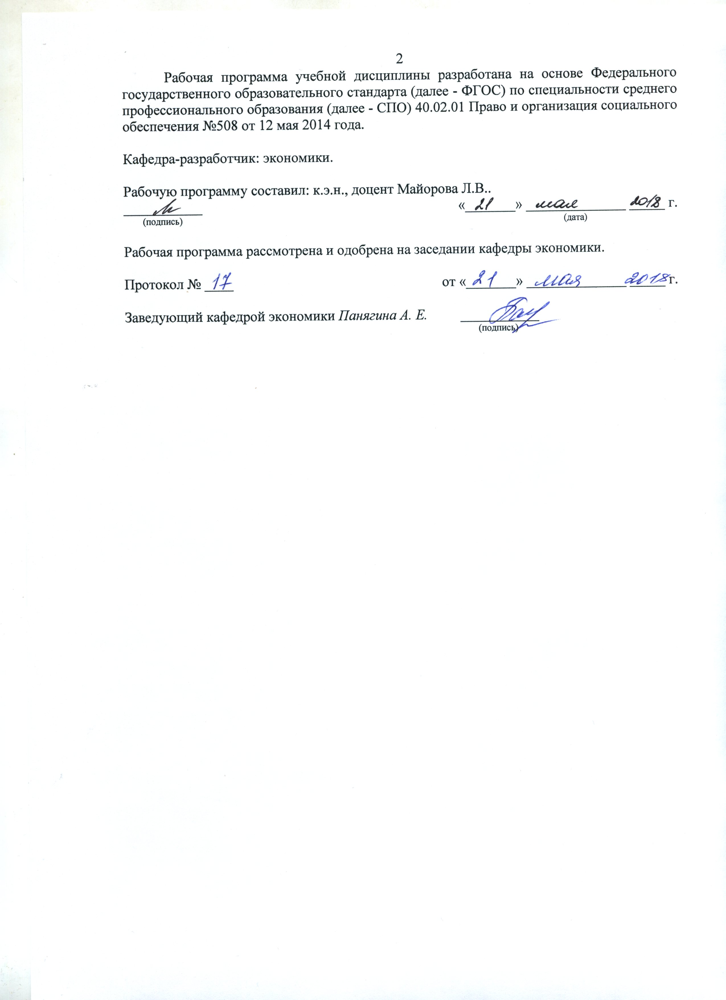 2
Рабочая программа учебной дисциплины разработана на основе Федерального
государственного образовательного стандарта (далее - ФГОС) по специальности среднего
профессионального образования (далее - СПО) 40.02.01 Право и организация социального
обеспечения №508 от 12 мая 2014 года.
Кафедра-разработчик: экономики.
Рабочую программу составил: к.э.н., доцент Майорова Л.В..
« 21 » мая 2018 г.
(подпись) (дата)
Рабочая программа рассмотрена и одобрена на заседании кафедры экономики.
Протокол № 17 от « 21 » мая 2018 г.
Заведующий кафедрой экономики Панягина А. Е.
(подпись)